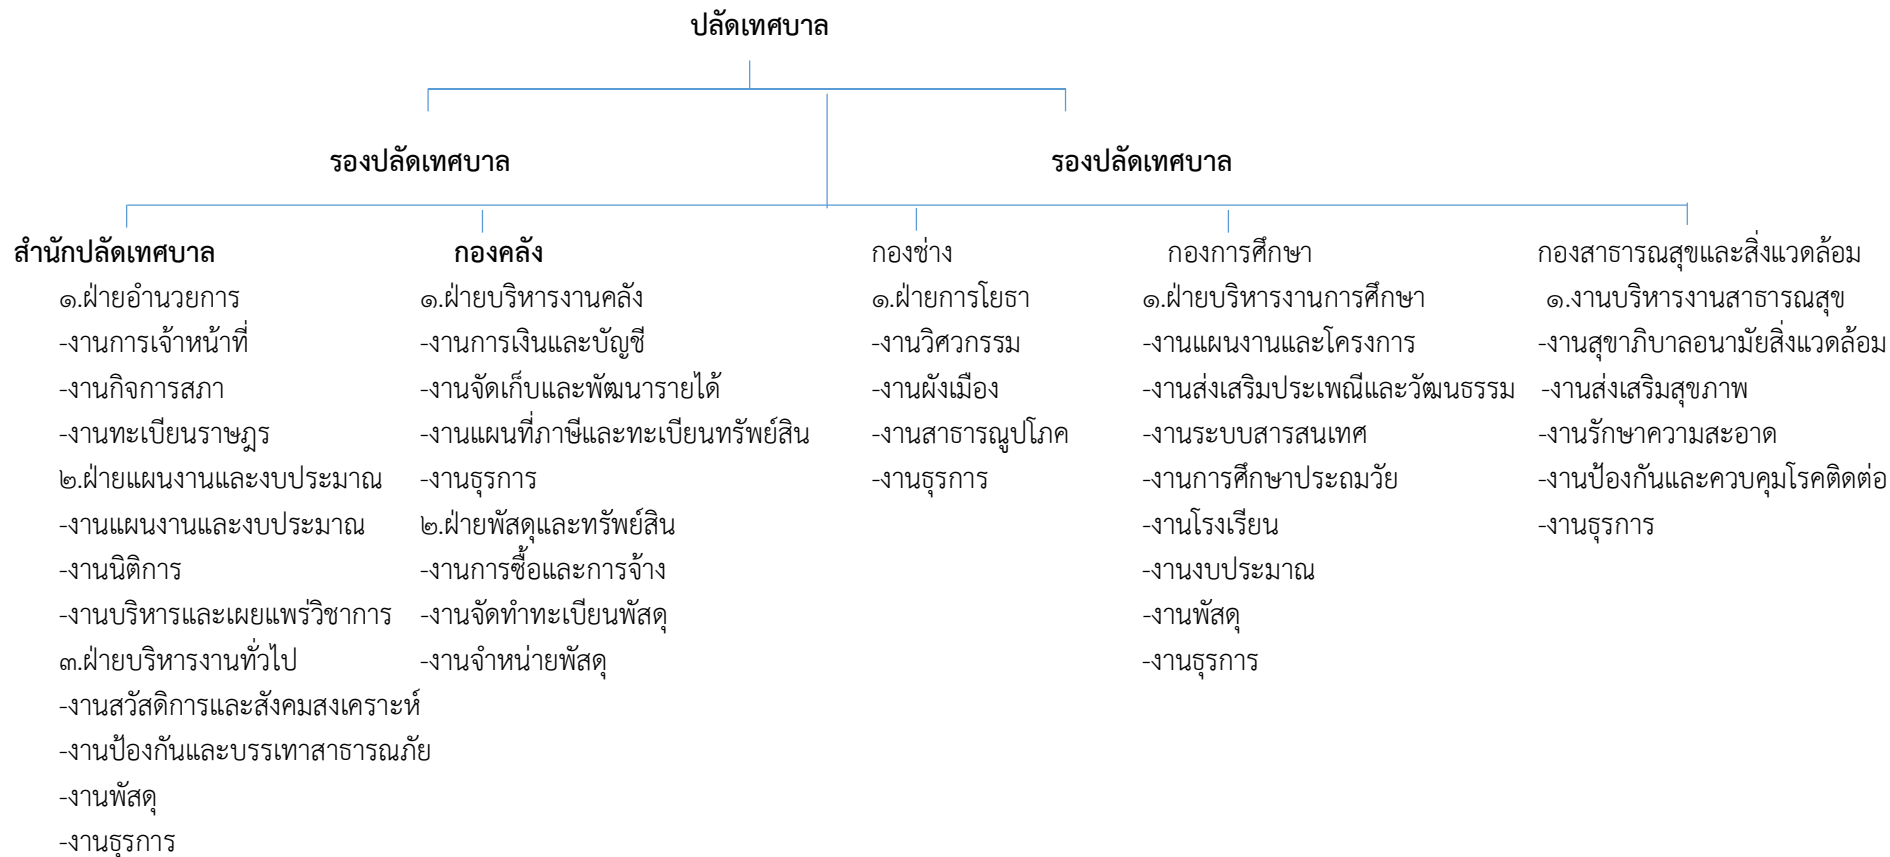 ปลัดเทศบาล
รองปลัดเทศบาล
รองปลัดเทศบาล
สำนักปลัดเทศบาล
๑.ฝ่ายอำนวยการ
-งานการเจ้าหน้าที่
-งานกิจการสภา
-งานทะเบียนราษฎร
๒.ฝ่ายแผนงานและงบประมาณ
-งานแผนงานและงบประมาณ
-งานนิติการ
-งานบริหารและเผยแพร่วิชาการ
๓.ฝ่ายบริหารงานทั่วไป
-งานสวัสดิการและสังคมสงเคราะห์
-งานป้องกันและบรรเทาสาธารณภัย
-งานพัสดุ
-งานธุรการ
กองคลัง
๑.ฝ่ายบริหารงานคลัง
-งานการเงินและบัญชี
-งานจัดเก็บและพัฒนารายได้
-งานแผนที่ภาษีและทะเบียนทรัพย์สิน
-งานธุรการ
๒.ฝ่ายพัสดุและทรัพย์สิน
-งานการซื้อและการจ้าง
-งานจัดทำทะเบียนพัสดุ
-งานจำหน่ายพัสดุ
กองช่าง
๑.ฝ่ายการโยธา
-งานวิศวกรรม
-งานผังเมือง
-งานสาธารณูปโภค
-งานธุรการ
กองการศึกษา
๑.ฝ่ายบริหารงานการศึกษา
-งานแผนงานและโครงการ
-งานส่งเสริมประเพณีและวัฒนธรรม
-งานระบบสารสนเทศ
-งานการศึกษาประถมวัย
-งานโรงเรียน
-งานงบประมาณ
-งานพัสดุ
-งานธุรการ
กองสาธารณสุขและสิ่งแวดล้อม
๑.งานบริหารงานสาธารณสุข
-งานสุขาภิบาลอนามัยสิ่งแวดล้อม
-งานส่งเสริมสุขภาพ
-งานรักษาความสะอาด
-งานป้องกันและควบคุมโรคติดต่อ
-งานธุรการ